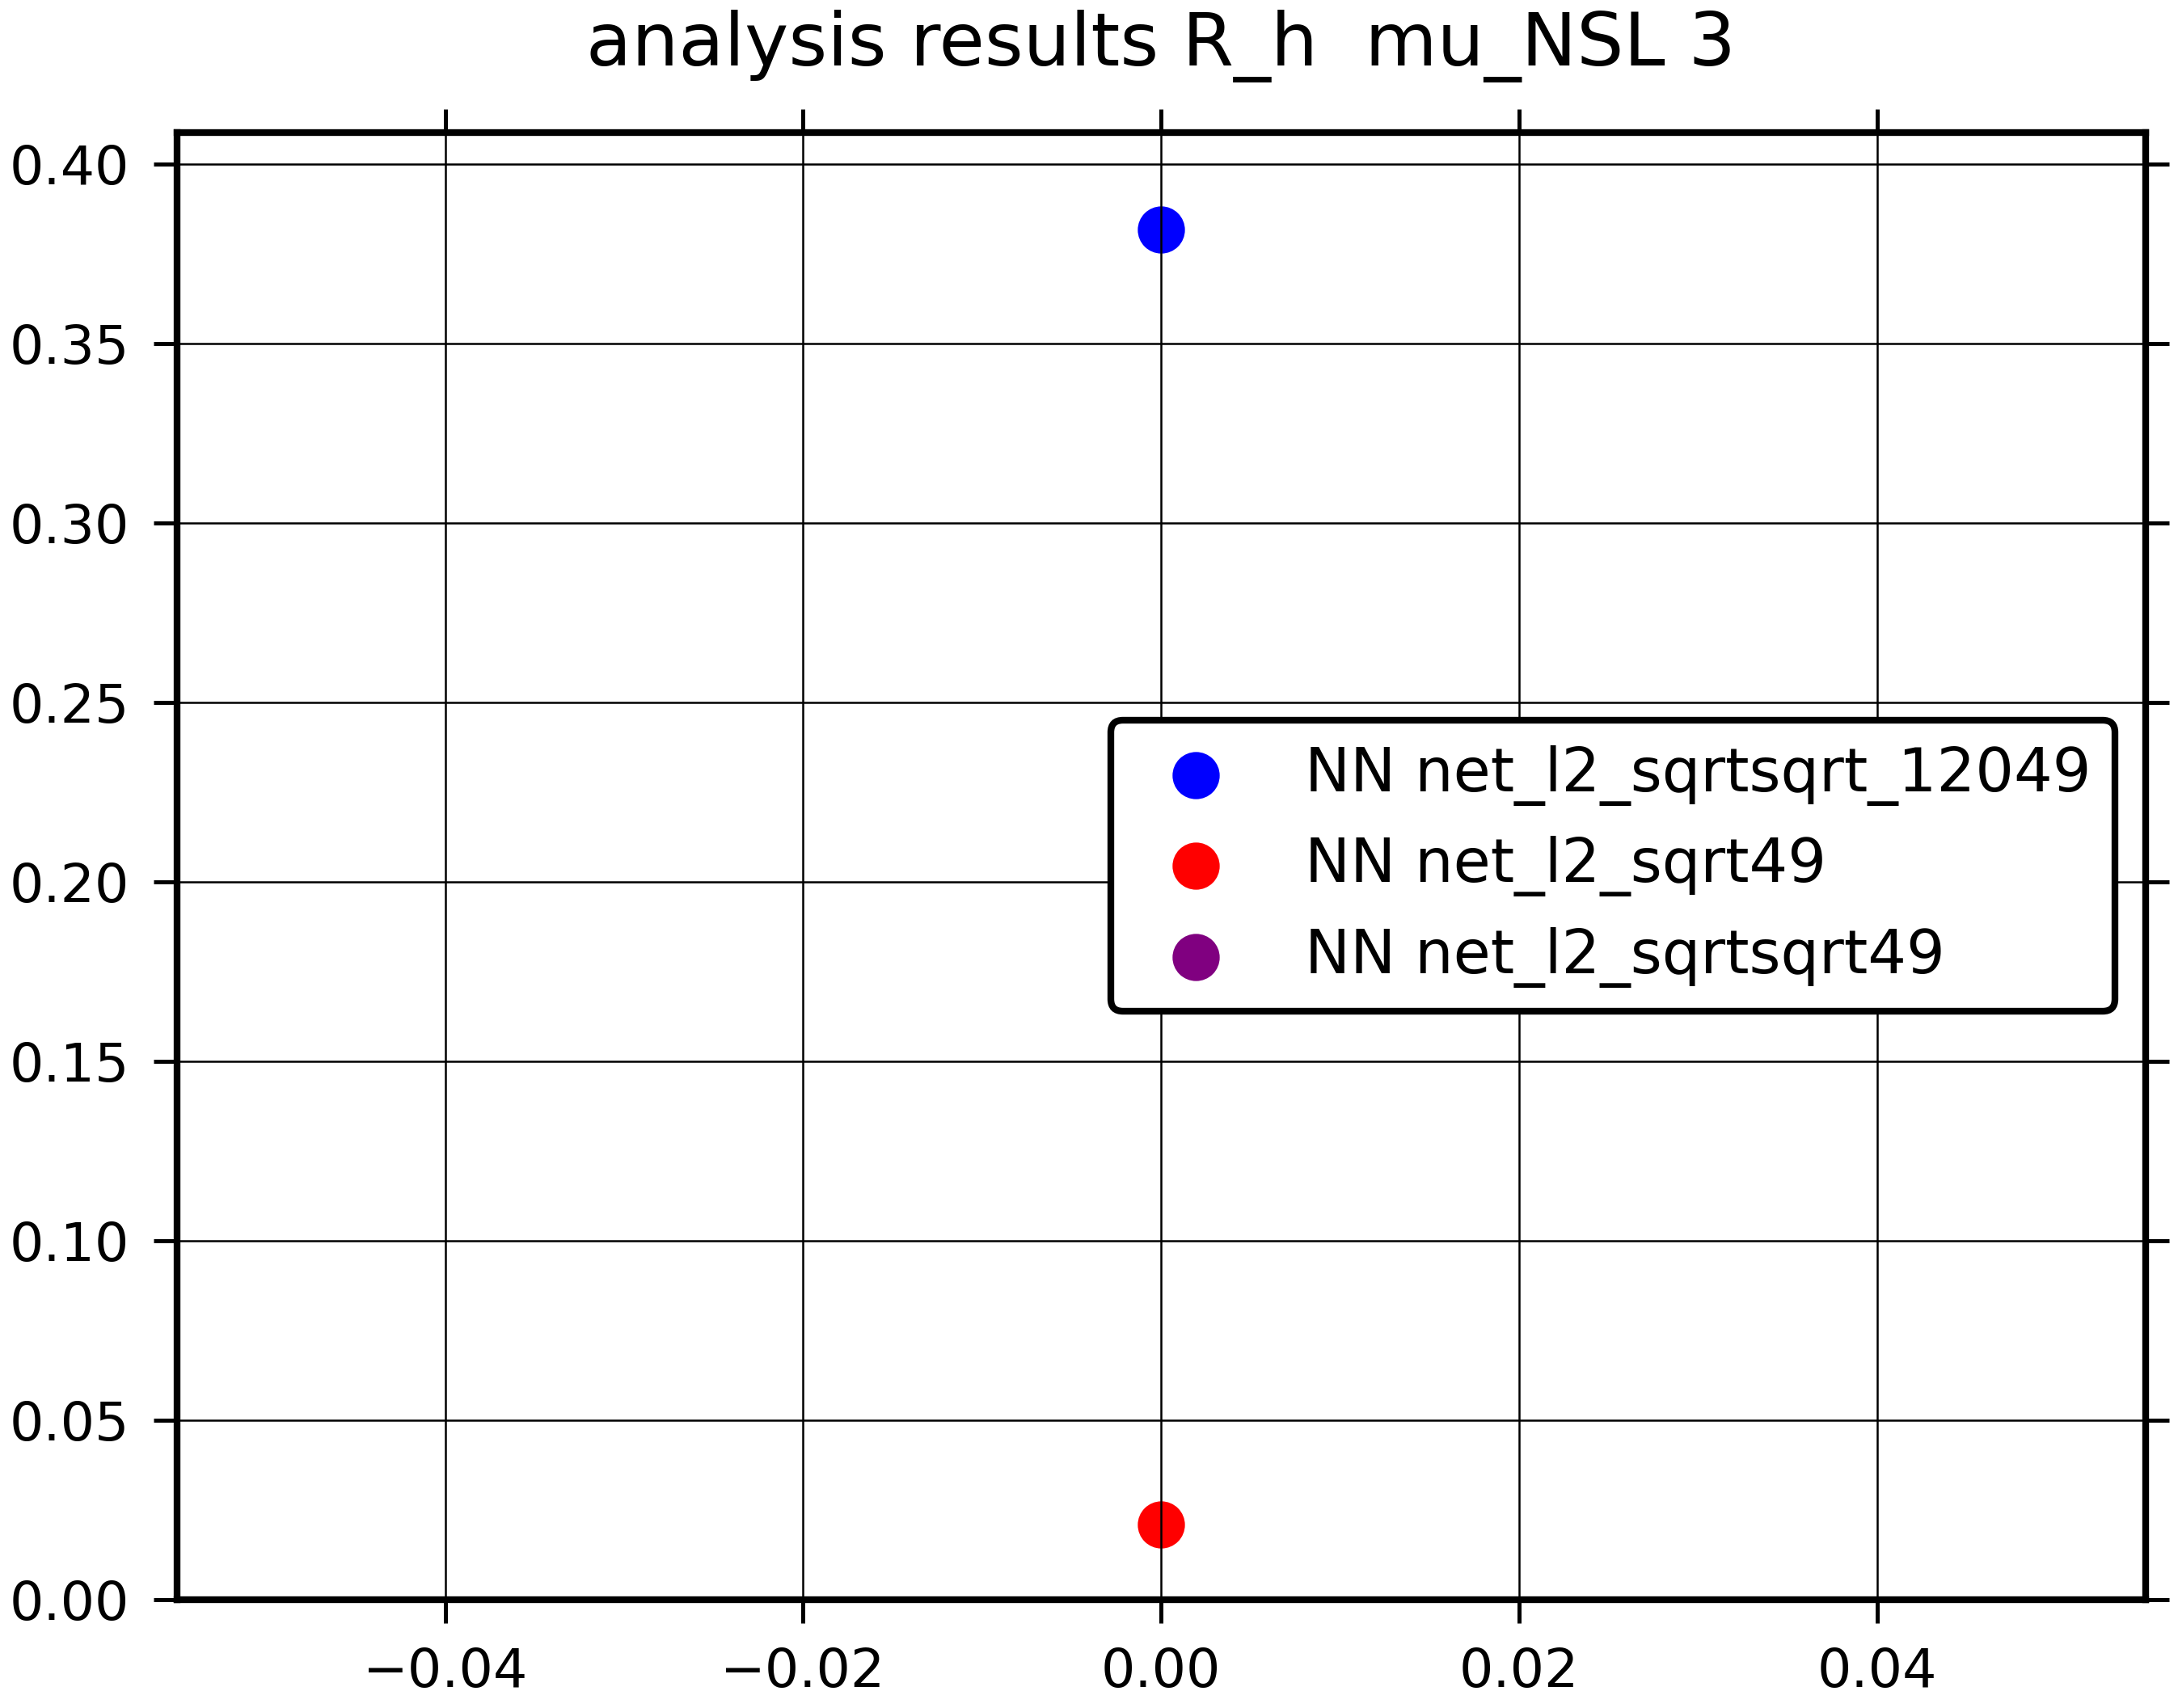 analysis results R_h  mu_NSL 3
0.40
0.35
0.30
0.25
0.20
0.15
0.10
0.05
0.00
NN net_l2_sqrtsqrt_12049
NN net_l2_sqrt49
NN net_l2_sqrtsqrt49
−0.04 −0.02 0.00 0.02 0.04